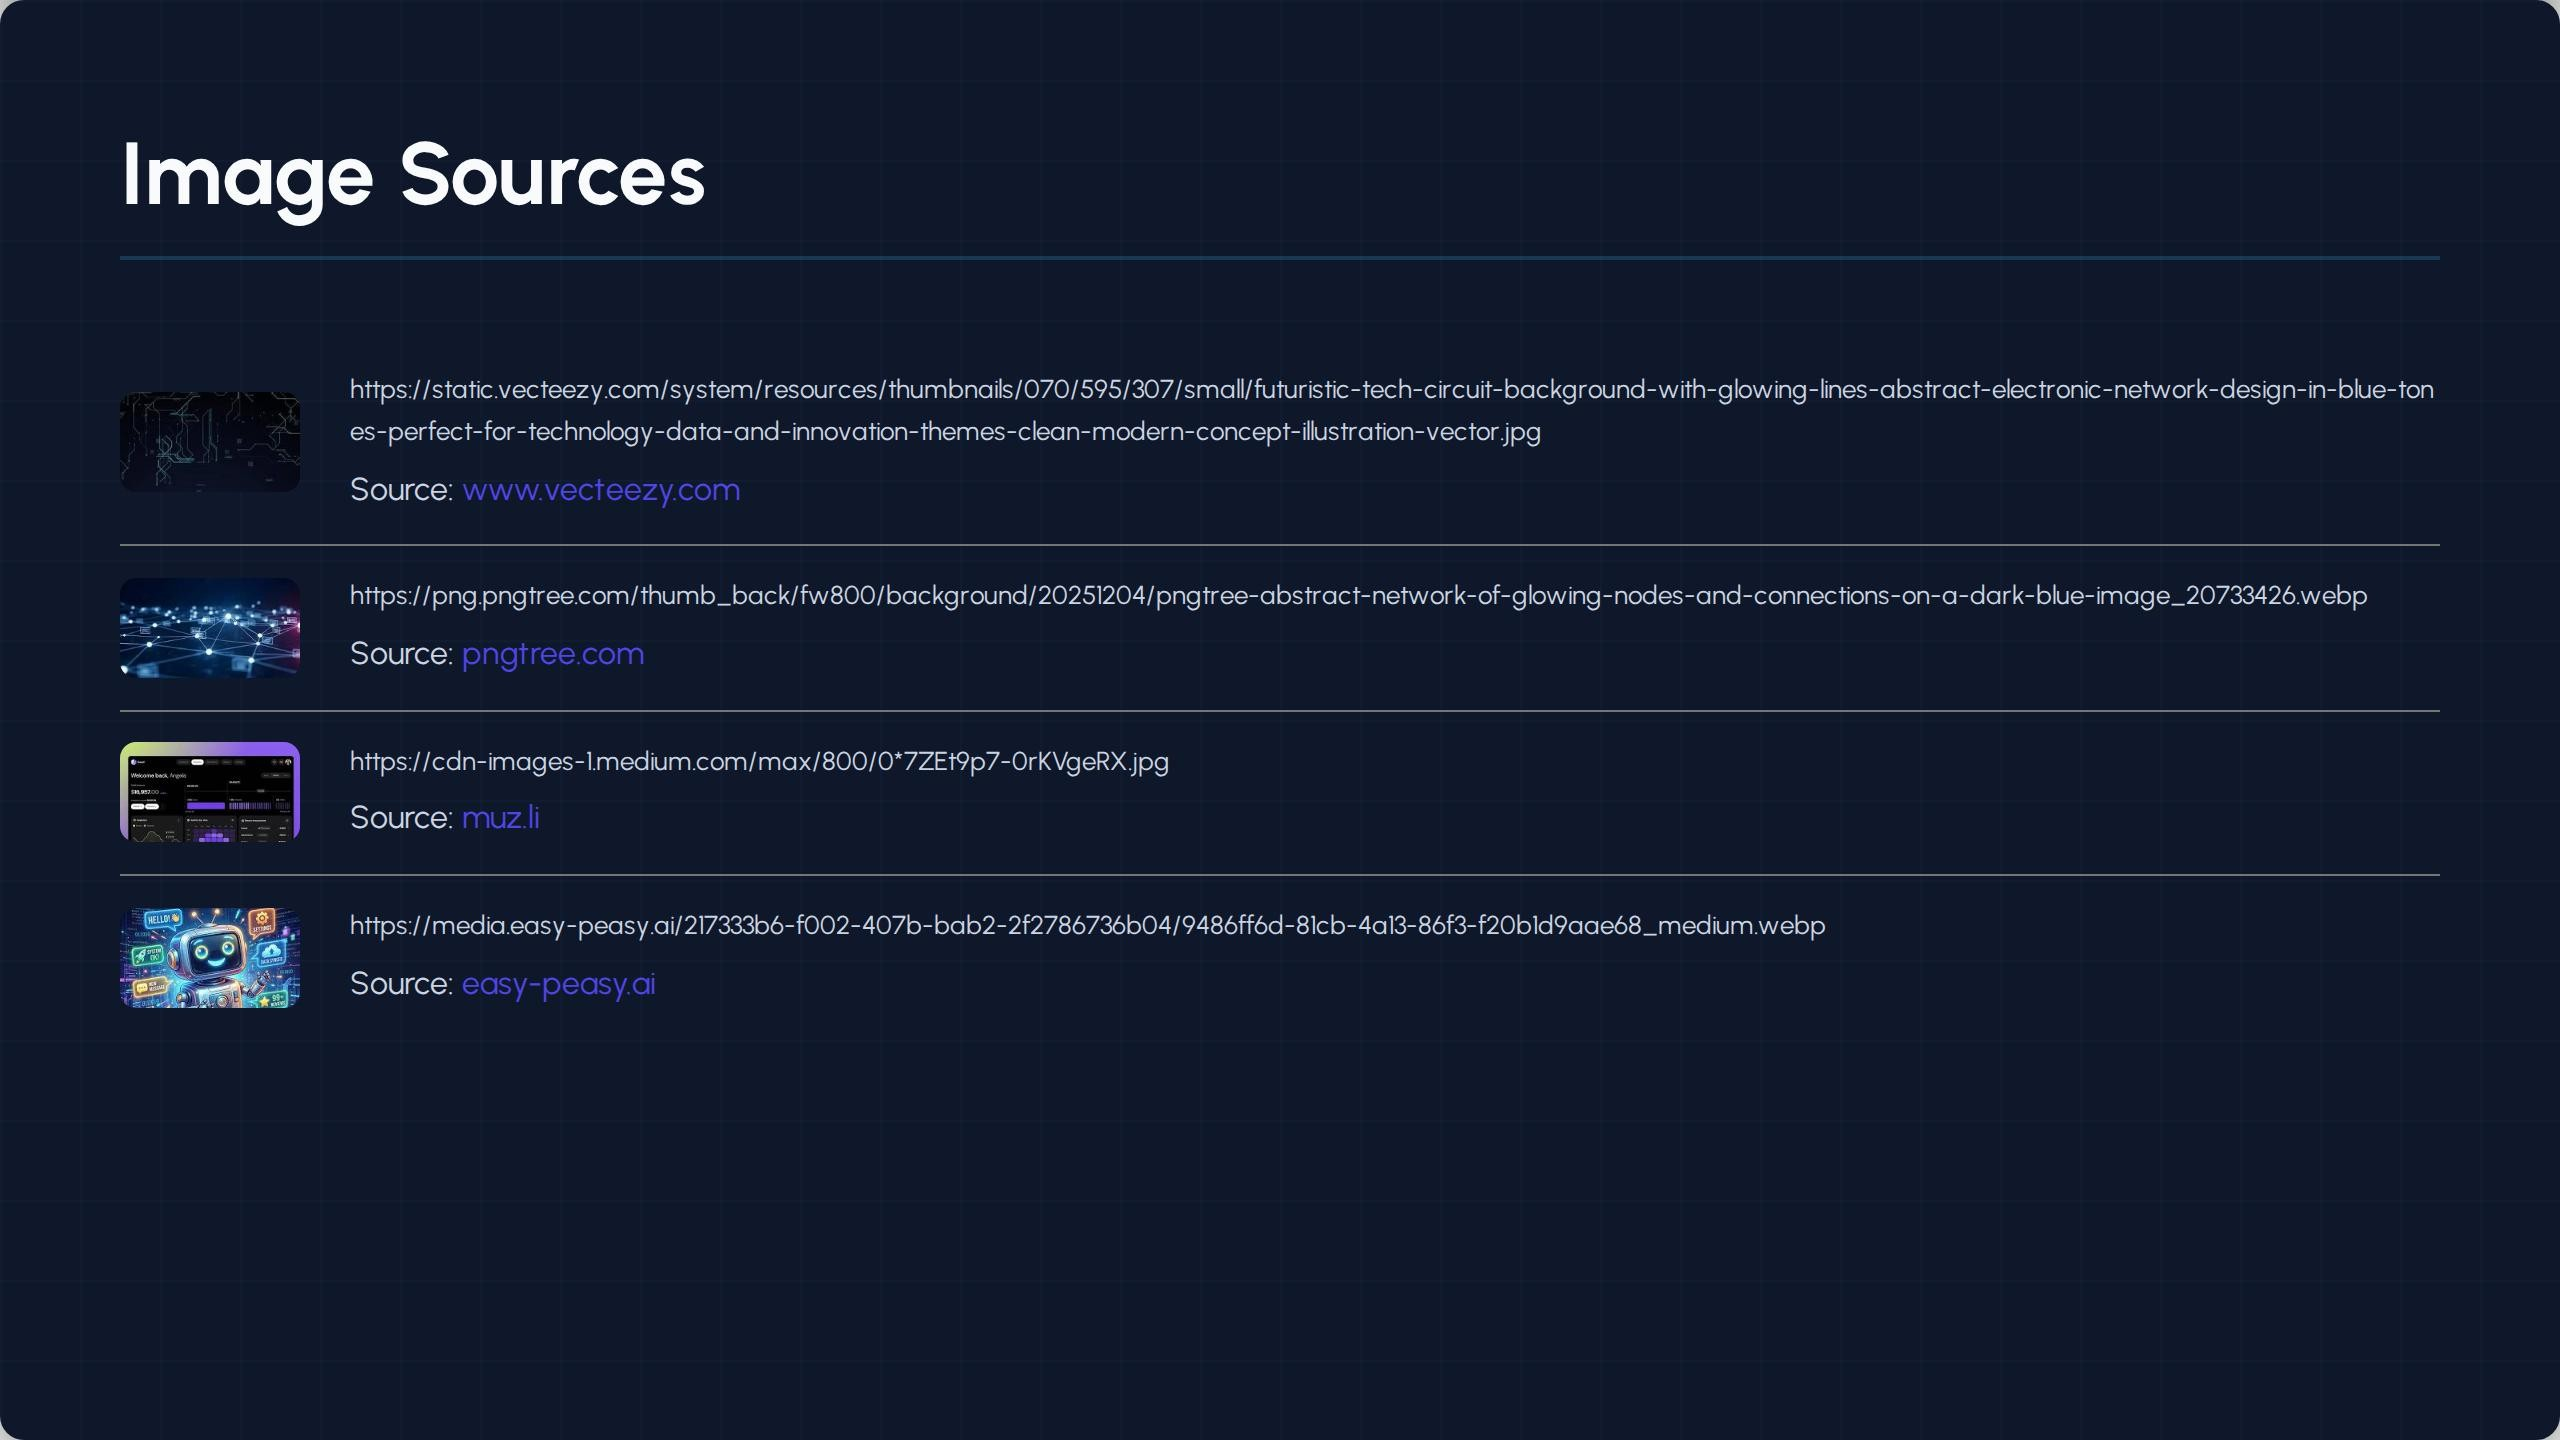 Image Sources
https://static.vecteezy.com/system/resources/thumbnails/070/595/307/small/futuristic-tech-circuit-background-with-glowing-lines-abstract-electronic-network-design-in-blue-ton
es-perfect-for-technology-data-and-innovation-themes-clean-modern-concept-illustration-vector.jpg
Source: www.vecteezy.com
https://png.pngtree.com/thumb_back/fw800/background/20251204/pngtree-abstract-network-of-glowing-nodes-and-connections-on-a-dark-blue-image_20733426.webp
Source: pngtree.com
Welcome back, Angela
https://cdn-images-1.medium.com/max/800/0*7ZEt9p7-0rKVgeRX.jpg
Source: muz.li
HELLO!
SETTINGS
https://media.easy-peasy.ai/217333b6-f002-407b-bab2-2f2786736b04/9486ff6d-81cb-4a13-86f3-f20b1d9aae68_medium.webp
Source: easy-peasy.ai